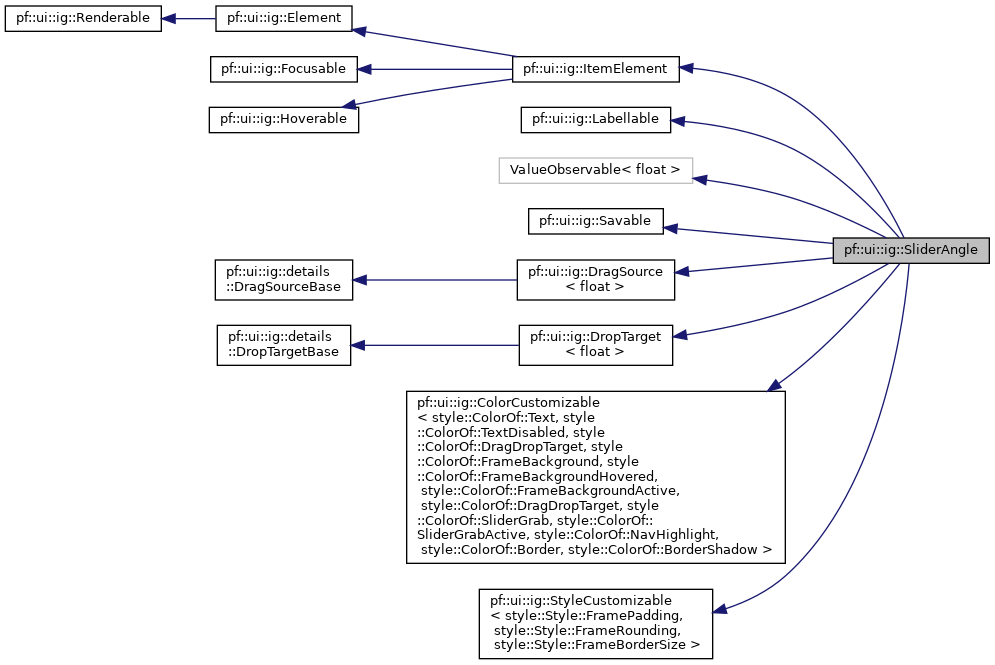 pf::ui::ig::Renderable
pf::ui::ig::Element
pf::ui::ig::Focusable
pf::ui::ig::ItemElement
pf::ui::ig::Hoverable
pf::ui::ig::Labellable
ValueObservable< float >
pf::ui::ig::Savable
pf::ui::ig::SliderAngle
pf::ui::ig::details
::DragSourceBase
pf::ui::ig::DragSource
< float >
pf::ui::ig::details
::DropTargetBase
pf::ui::ig::DropTarget
< float >
pf::ui::ig::ColorCustomizable
< style::ColorOf::Text, style
::ColorOf::TextDisabled, style
::ColorOf::DragDropTarget, style
::ColorOf::FrameBackground, style
::ColorOf::FrameBackgroundHovered,
style::ColorOf::FrameBackgroundActive,
style::ColorOf::DragDropTarget, style
::ColorOf::SliderGrab, style::ColorOf::
SliderGrabActive, style::ColorOf::NavHighlight,
style::ColorOf::Border, style::ColorOf::BorderShadow >
pf::ui::ig::StyleCustomizable
< style::Style::FramePadding,
style::Style::FrameRounding,
style::Style::FrameBorderSize >